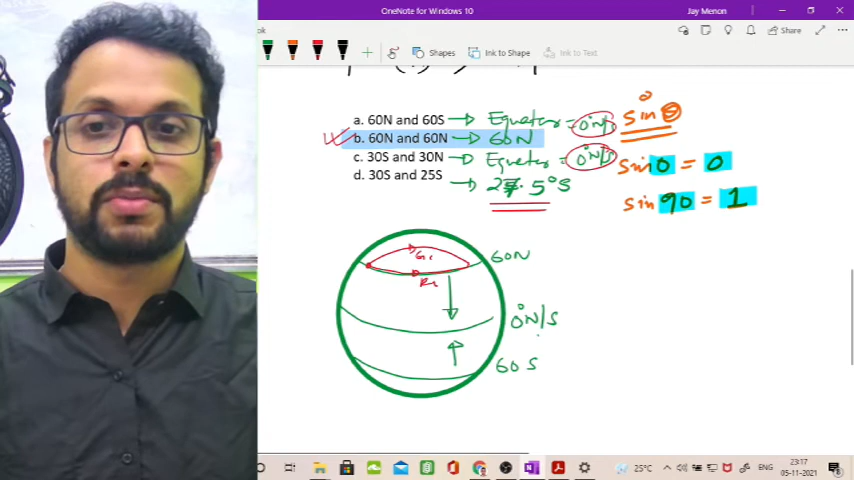 OneNote for Windows 10
Jay Menon
ok
Shapes
Ink to Shape
Ink to Text
Share
a. 60N and 60S → Equator = 0°N/S
b. 60N and 60N → 60N
c. 30S and 30N → Equator = 0°N/S
d. 30S and 25S → 27.5°S
sin θ
sin 0 = 0
sin 90 = 1
60N
0°N/S
60 S
25°C
ENG
23:17
05-11-2021